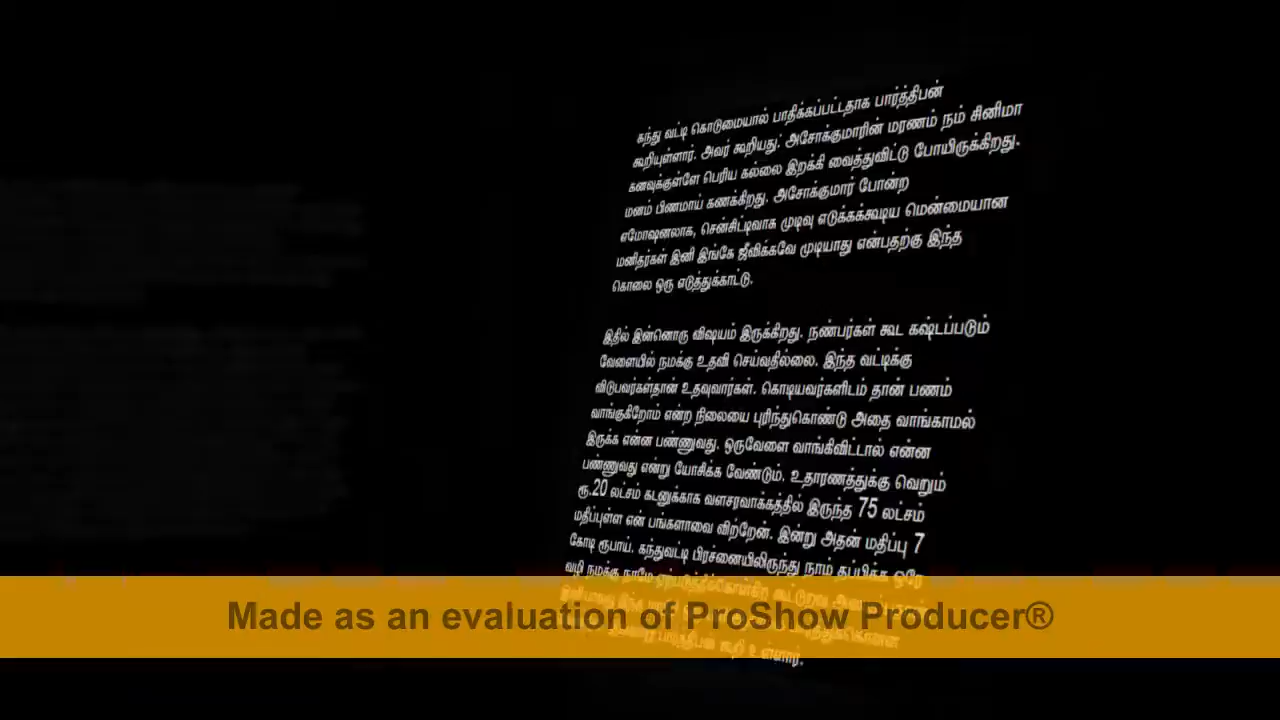 கந்து வட்டி கொடுமையால் பாதிக்கப்பட்டதாக பார்த்திபன்
கூறியுள்ளார். அவர் கூறியது: அசோக்குமாரின் மரணம் நம் சினிமா
கனவுக்குள்ளே பெரிய கல்லை இறக்கி வைத்துவிட்டு போயிருக்கிறது.
மனம் பிணமாய் கணக்கிறது. அசோக்குமார் போன்ற
எமோஷனலாக, சென்சிட்டிவாக முடிவு எடுக்கக்கூடிய மென்மையான
மனிதர்கள் இனி இங்கே ஜீவிக்கவே முடியாது என்பதற்கு இந்த
கொலை ஒரு எடுத்துக்காட்டு.
இதில் இன்னொரு விஷயம் இருக்கிறது. நண்பர்கள் கூட கஷ்டப்படும்
வேளையில் நமக்கு உதவி செய்வதில்லை. இந்த வட்டிக்கு
விடுபவர்கள்தான் உதவுவார்கள். கொடியவர்களிடம் தான் பணம்
வாங்குகிறோம் என்ற நிலையை புரிந்துகொண்டு அதை வாங்காமல்
இருக்க என்ன பண்ணுவது. ஒருவேளை வாங்கிவிட்டால் என்ன
பண்ணுவது என்று யோசிக்க வேண்டும். உதாரணத்துக்கு வெறும்
ரூ.20 லட்சம் கடனுக்காக வளசரவாக்கத்தில் இருந்த 75 லட்சம்
மதிப்புள்ள என் பங்களாவை விற்றேன். இன்று அதன் மதிப்பு 7
கோடி ரூபாய். கந்துவட்டி பிரச்னையிலிருந்து நாம் தப்பிக்க ஒரே
வழி நமக்கு நாமே
கூறி உள்ளார்.
Made as an evaluation of ProShow Producer®